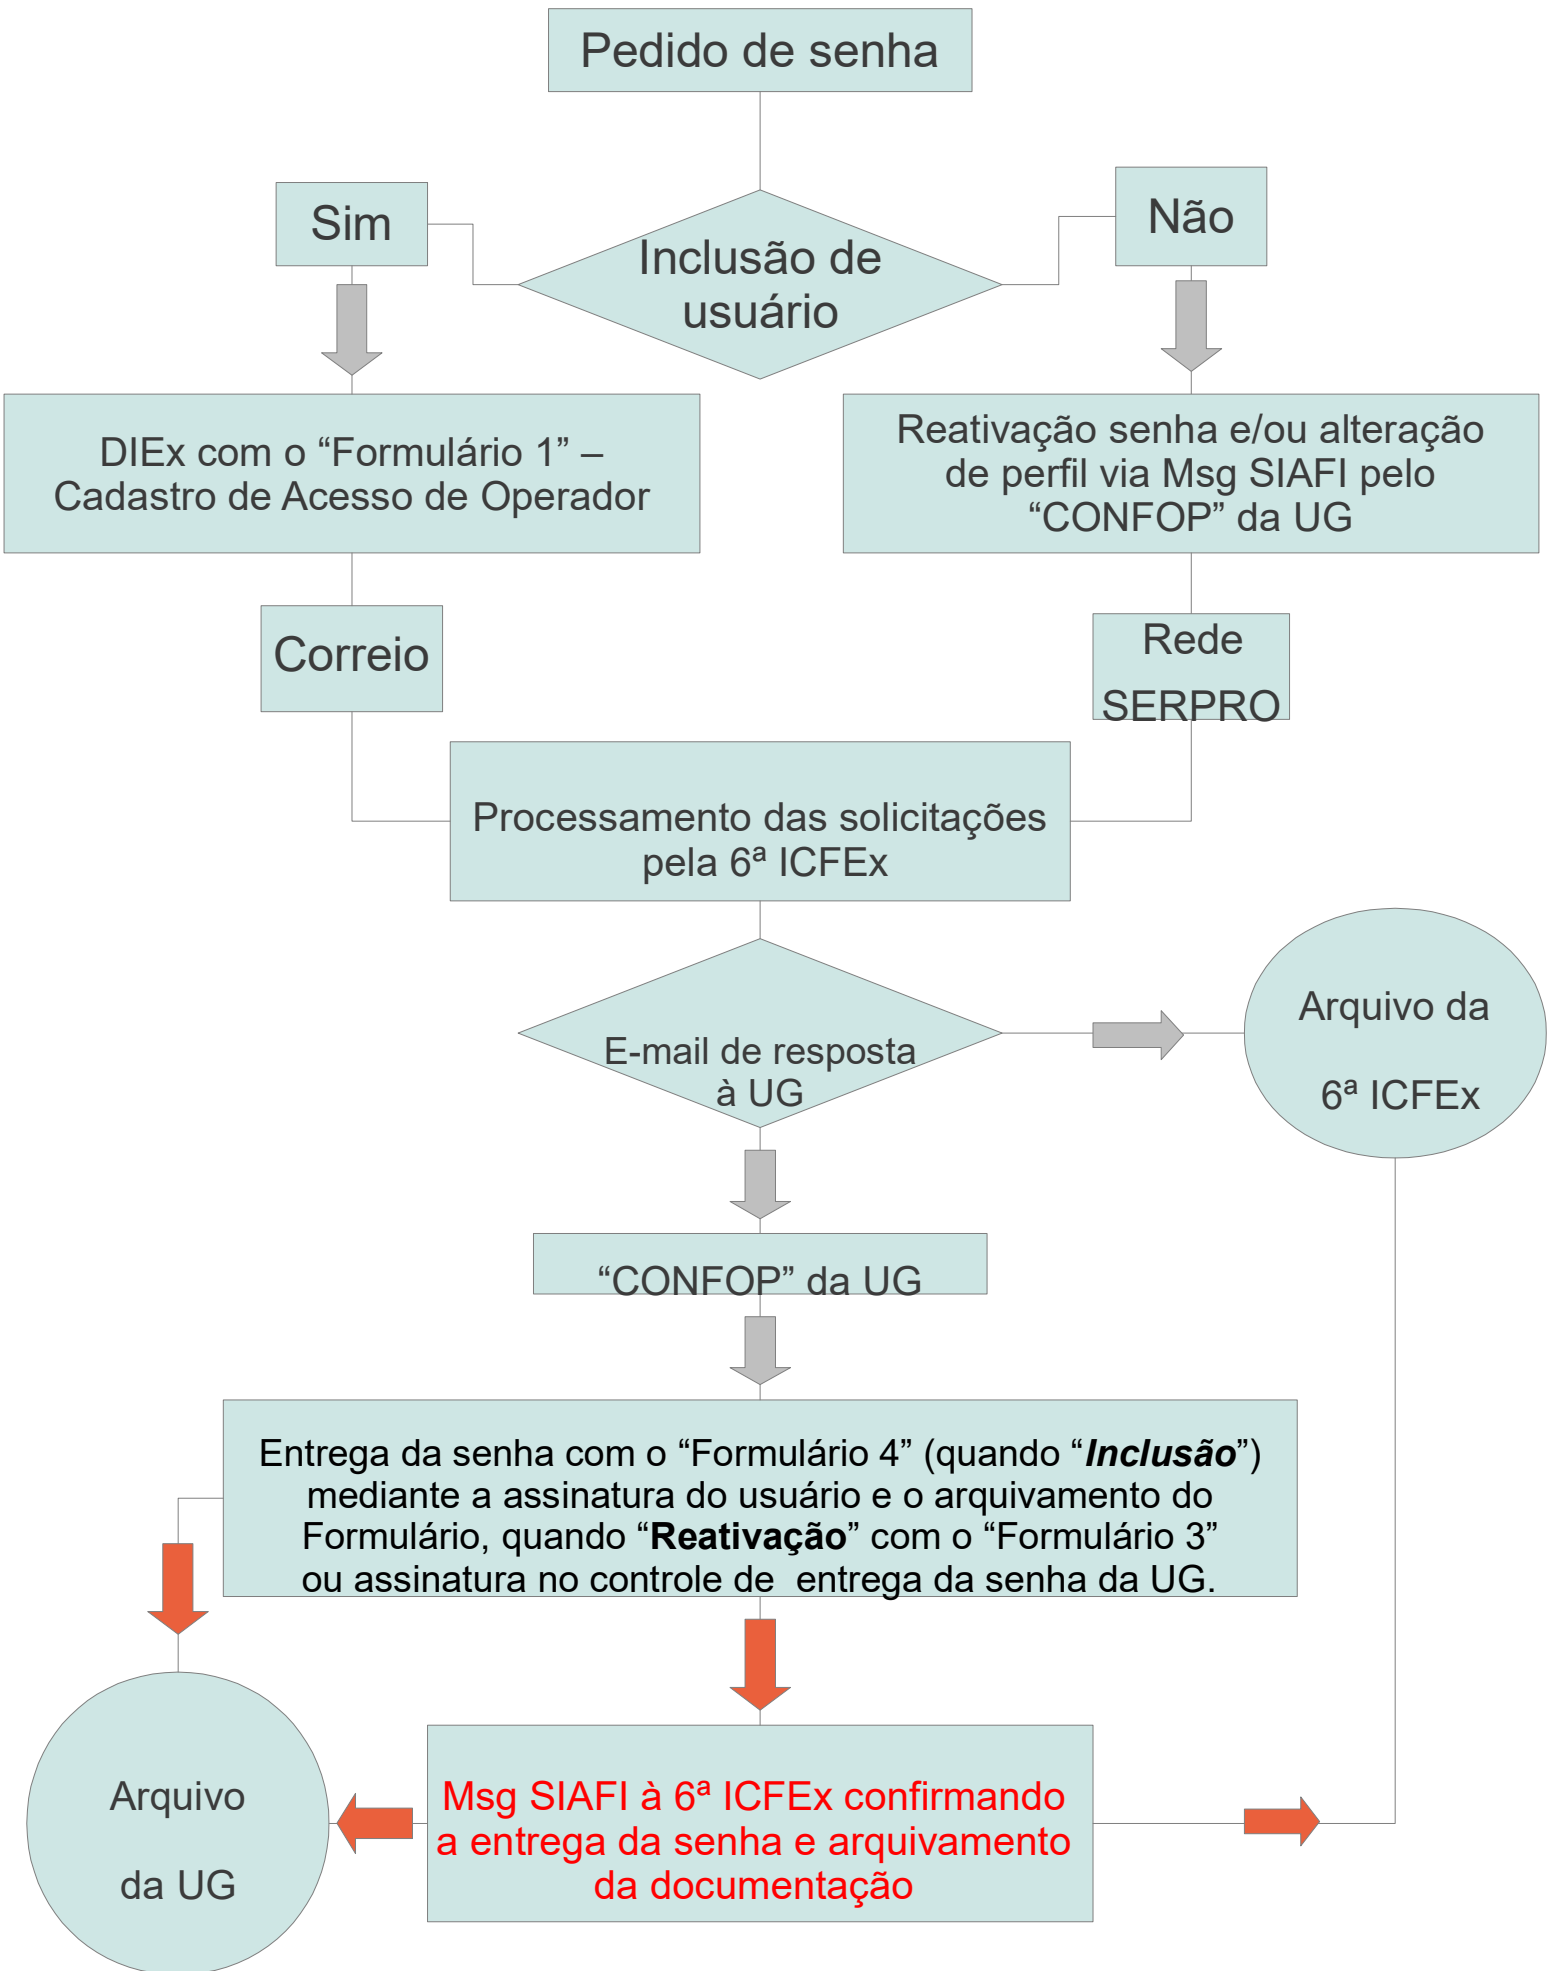 Pedido de senha
Sim
Não
Inclusão de
usuário
DIEx com o “Formulário 1” –
Cadastro de Acesso de Operador
Reativação senha e/ou alteração
de perfil via Msg SIAFI pelo
“CONFOP” da UG
Correio
Rede
SERPRO
Processamento das solicitações
pela 6ª ICFEx
E-mail de resposta
à UG
Arquivo da
6ª ICFEx
“CONFOP” da UG
Entrega da senha com o “Formulário 4” (quando “Inclusão”)
mediante a assinatura do usuário e o arquivamento do
Formulário, quando “Reativação” com o “Formulário 3”
ou assinatura no controle de entrega da senha da UG.
Arquivo
da UG
Msg SIAFI à 6ª ICFEx confirmando
a entrega da senha e arquivamento
da documentação